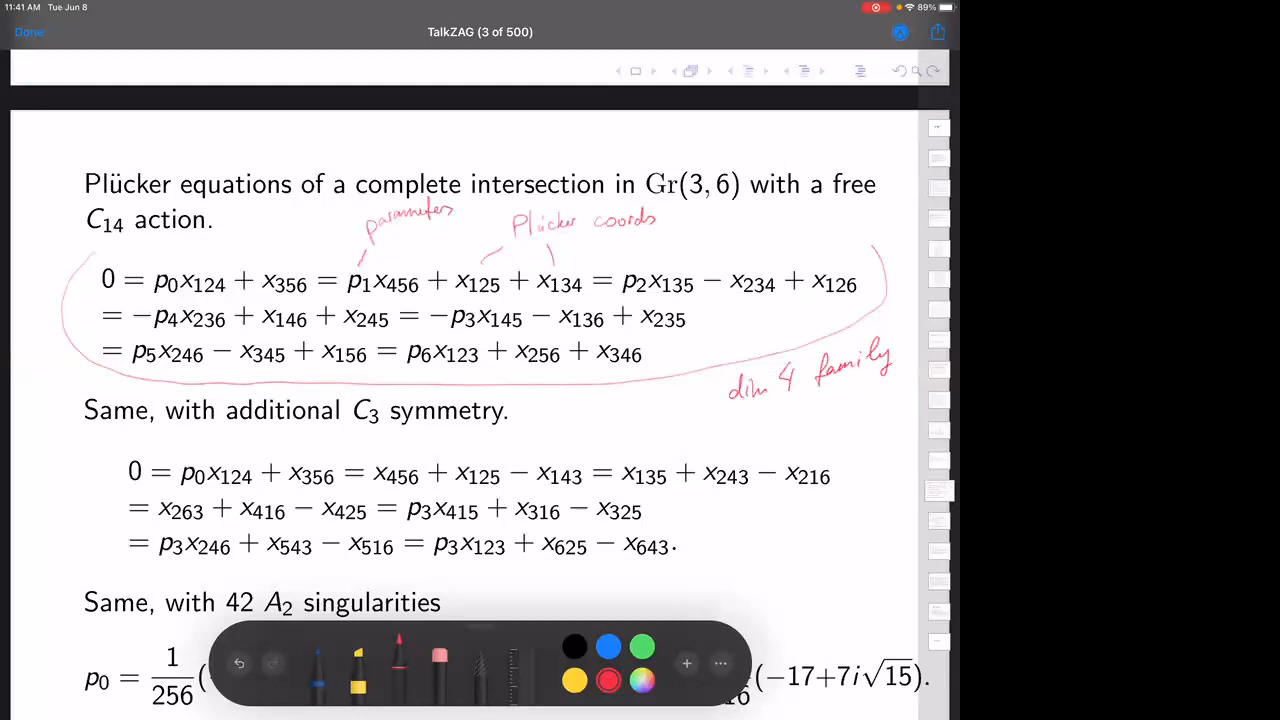 11:41 AM Tue Jun 8
89%
Done
TalkZAG (3 of 500)
Plücker equations of a complete intersection in Gr(3, 6) with a free
C₁₄ action.
parameters
Plücker coords
0 = p₀x₁₂₄ + x₃₅₆ = p₁x₄₅₆ + x₁₂₅ + x₁₃₄ = p₂x₁₃₅ − x₂₃₄ + x₁₂₆
= −p₄x₂₃₆ + x₁₄₆ + x₂₄₅ = −p₃x₁₄₅ − x₁₃₆ + x₂₃₅
= p₅x₂₄₆ − x₃₄₅ + x₁₅₆ = p₆x₁₂₃ + x₂₅₆ + x₃₄₆
dim 4 family
Same, with additional C₃ symmetry.
0 = p₀x₁₂₄ + x₃₅₆ = x₄₅₆ + x₁₂₅ − x₁₄₃ = x₁₃₅ + x₂₄₃ − x₂₁₆
= x₂₆₃ + x₄₁₆ − x₄₂₅ = p₃x₄₁₅ + x₃₁₆ − x₃₂₅
= p₃x₂₄₆ + x₅₄₃ − x₅₁₆ = p₃x₁₂₃ + x₆₂₅ − x₆₄₃.
Same, with 42 A₂ singularities
p₀ = 1/256 ( (−17+7i√15).